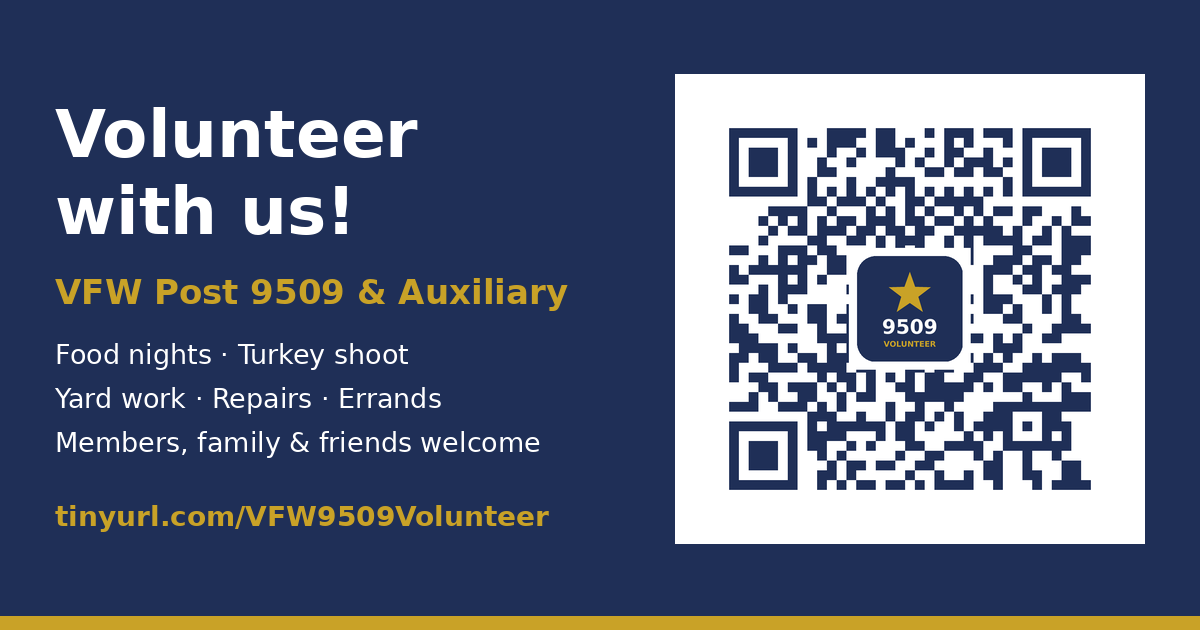 Volunteer
with us!
VFW Post 9509 & Auxiliary
Food nights · Turkey shoot
Yard work · Repairs · Errands
Members, family & friends welcome
tinyurl.com/VFW9509Volunteer
9509
VOLUNTEER